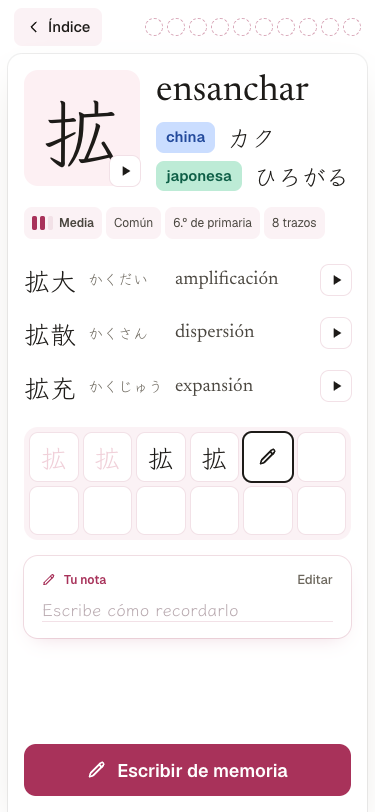 Índice
拡
ensanchar
china カク
japonesa ひろがる
Media Común 6.º de primaria 8 trazos
拡大 かくだい amplificación
拡散 かくさん dispersión
拡充 かくじゅう expansión
拡 拡 拡 拡
Tu nota Editar
Escribe cómo recordarlo
Escribir de memoria